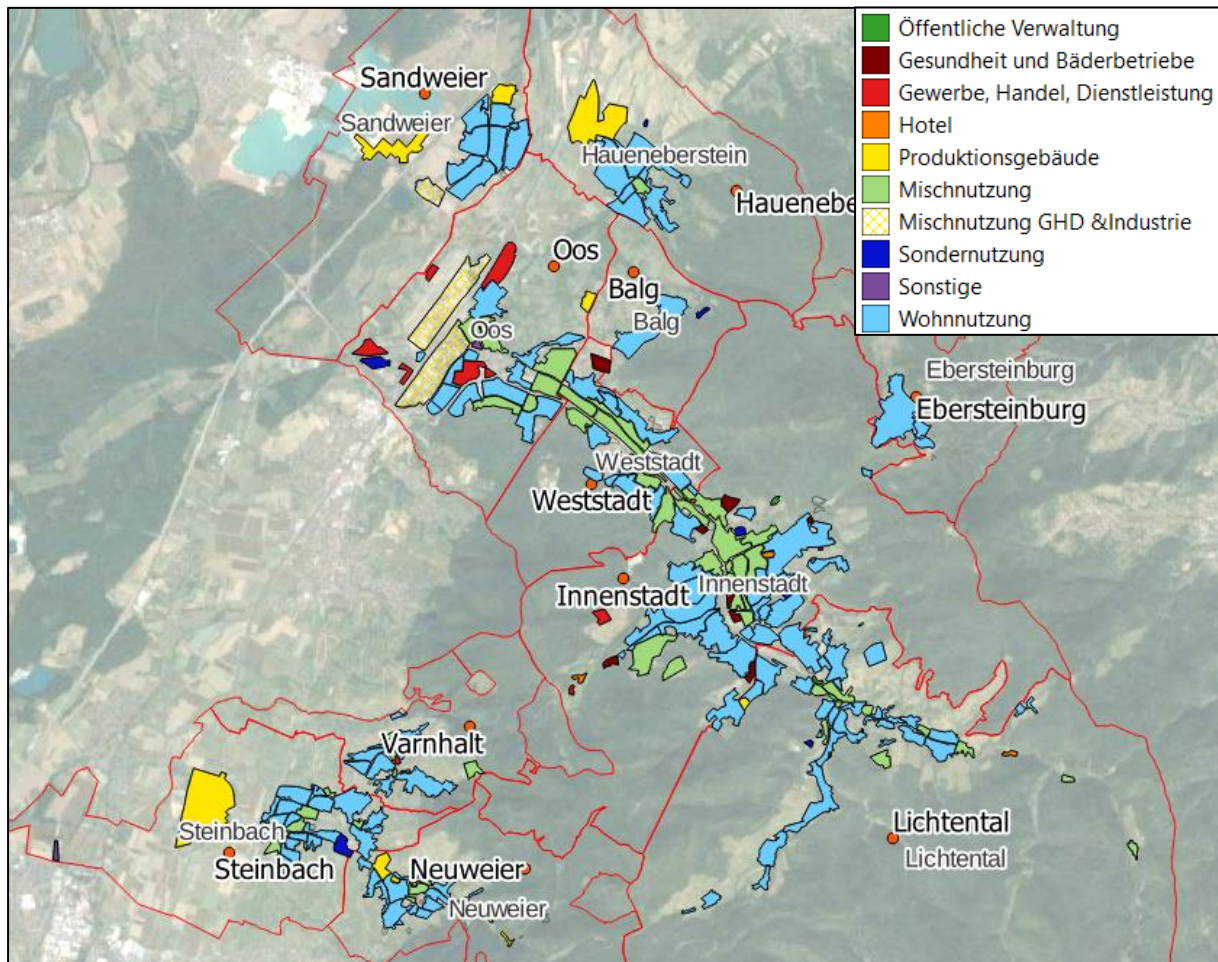 Öffentliche Verwaltung
Gesundheit und Bäderbetriebe
Gewerbe, Handel, Dienstleistung
Hotel
Produktionsgebäude
Mischnutzung
Mischnutzung GHD &Industrie
Sondernutzung
Sonstige
Wohnnutzung
Sandweier
Sandweier
Haueneberstein
Hauenebe
Oos
Balg
Balg
Oos
Ebersteinburg
Ebersteinburg
Weststadt
Weststadt
Innenstadt
Innenstadt
Varnhalt
Lichtental
Steinbach
Steinbach
Neuweier
Lichtental
Neuweier